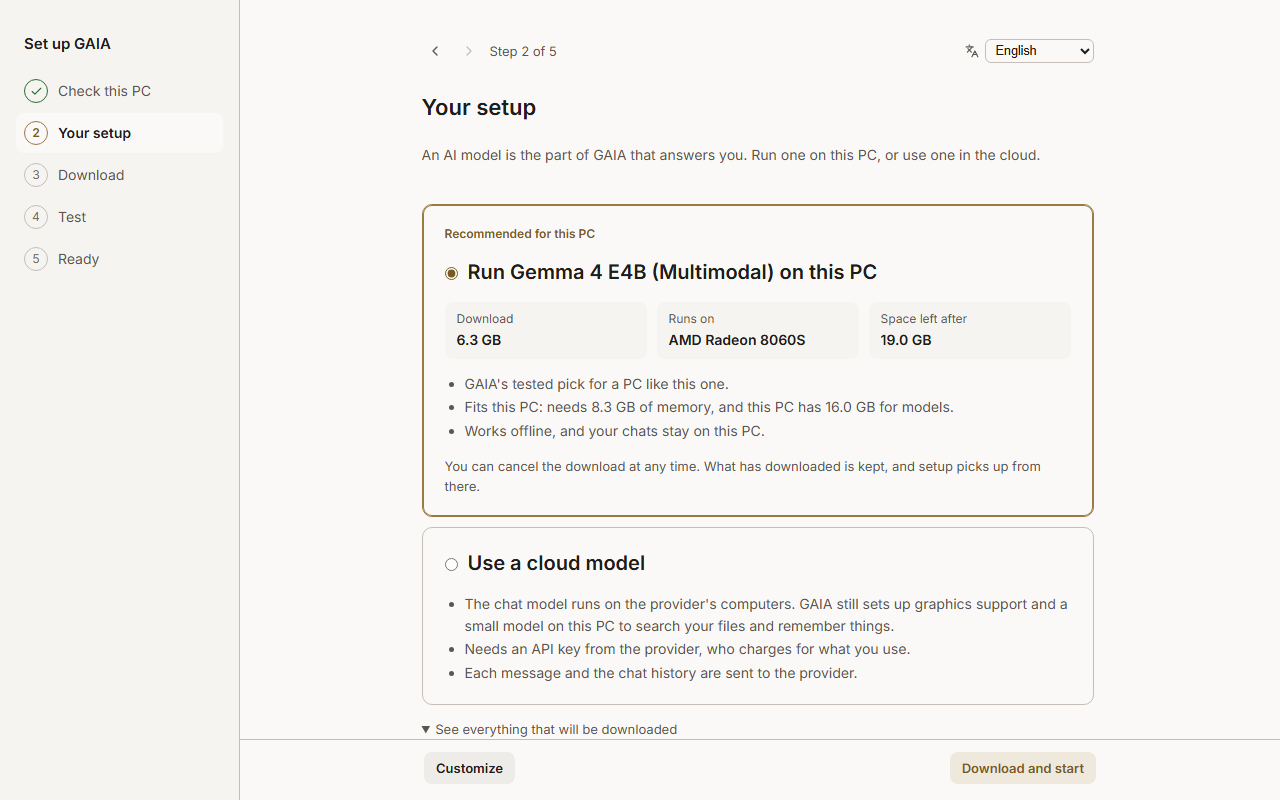 Set up GAIA
Check this PC
2 Your setup
3 Download
4 Test
5 Ready
Step 2 of 5
English
Your setup
An AI model is the part of GAIA that answers you. Run one on this PC, or use one in the cloud.
Recommended for this PC
Run Gemma 4 E4B (Multimodal) on this PC
Download
6.3 GB
Runs on
AMD Radeon 8060S
Space left after
19.0 GB
GAIA's tested pick for a PC like this one.
Fits this PC: needs 8.3 GB of memory, and this PC has 16.0 GB for models.
Works offline, and your chats stay on this PC.
You can cancel the download at any time. What has downloaded is kept, and setup picks up from
there.
Use a cloud model
The chat model runs on the provider's computers. GAIA still sets up graphics support and a
small model on this PC to search your files and remember things.
Needs an API key from the provider, who charges for what you use.
Each message and the chat history are sent to the provider.
See everything that will be downloaded
Customize
Download and start